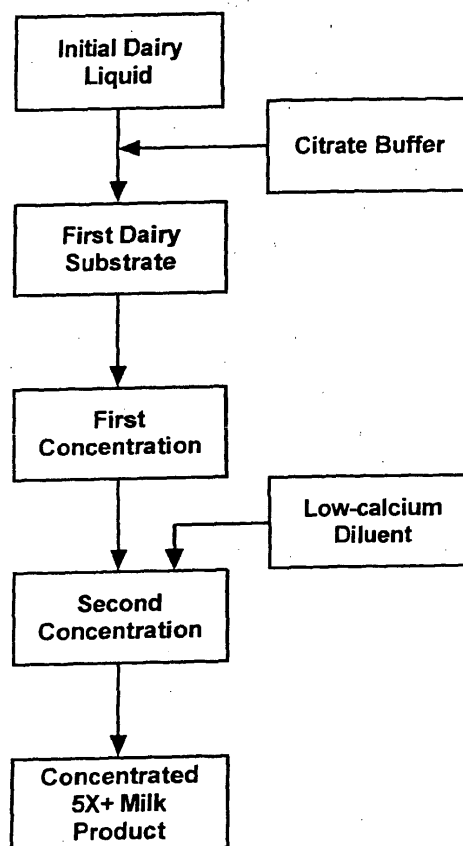 Initial Dairy
Liquid
Citrate Buffer
First Dairy
Substrate
First
Concentration
Low-calcium
Diluent
Second
Concentration
Concentrated
5X+ Milk
Product